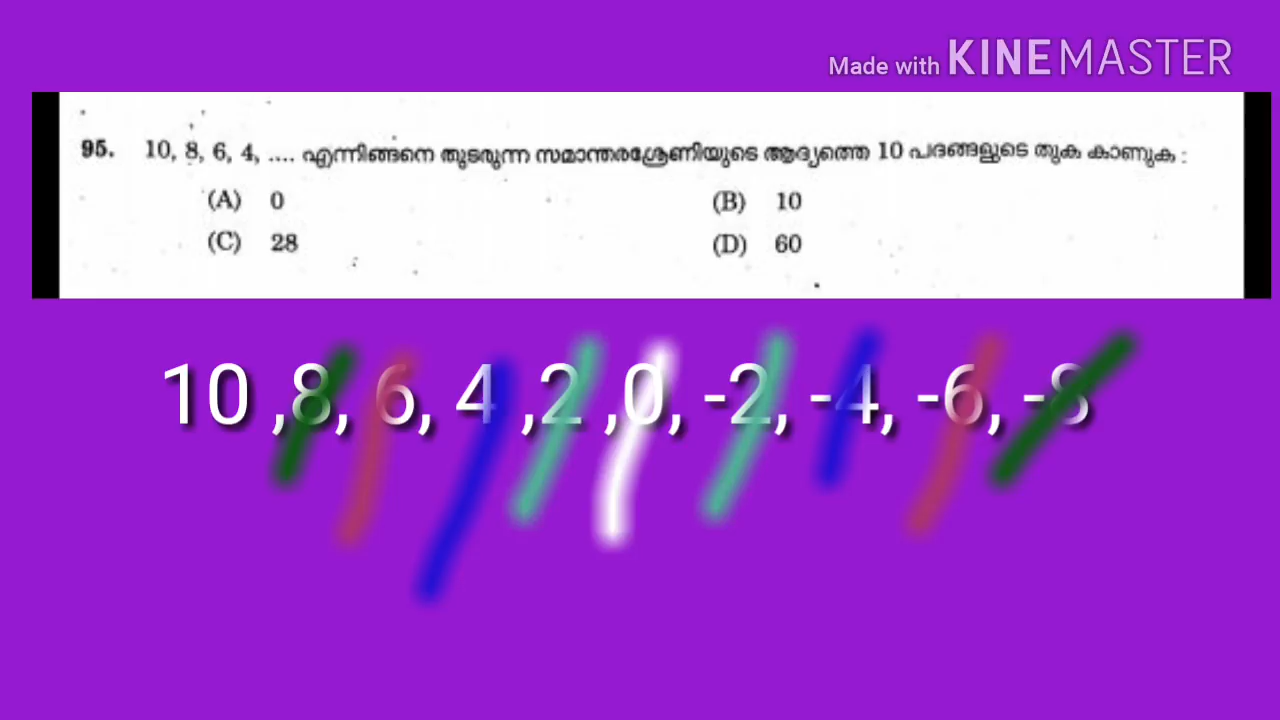 Made with KINEMASTER
95. 10, 8, 6, 4, .... എന്നിങ്ങനെ തുടരുന്ന സമാന്തരശ്രേണിയുടെ ആദ്യത്തെ 10 പദങ്ങളുടെ തുക കാണുക :
(A) 0 (B) 10
(C) 28 (D) 60
10 ,8, 6, 4 ,2 ,0, -2, -4, -6, -8